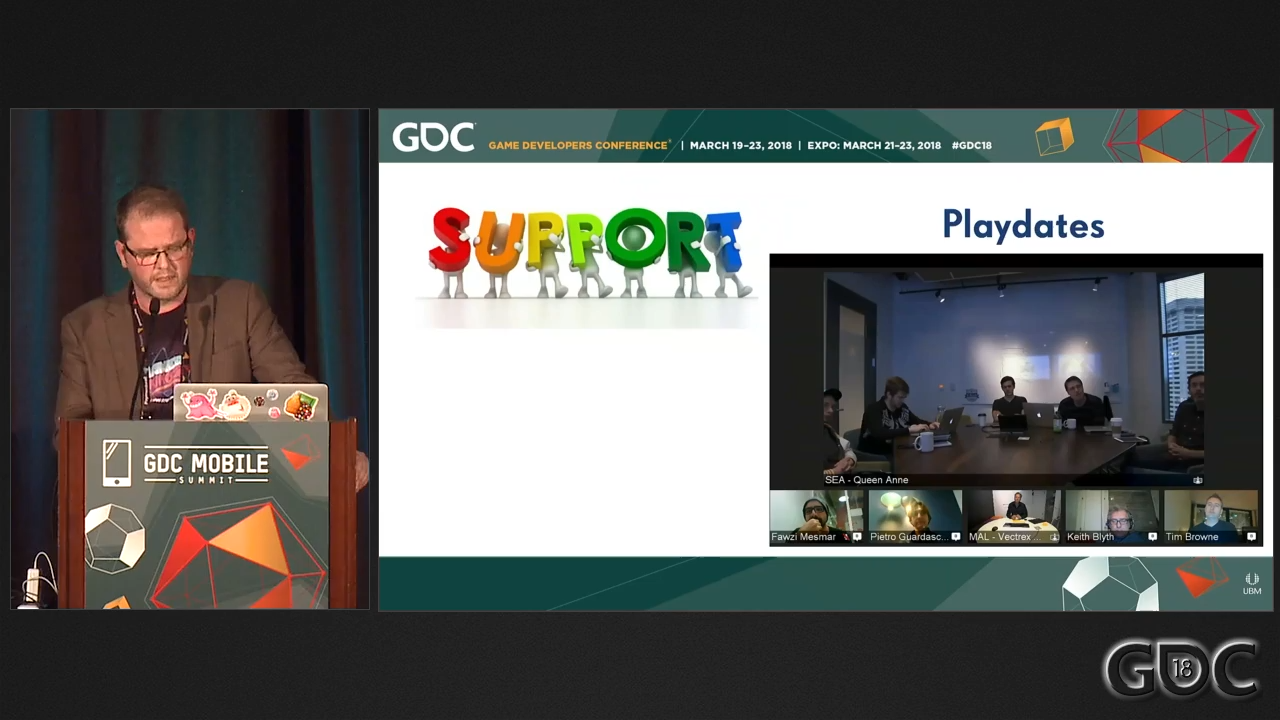 GDC MOBILE
SUMMIT
GDC GAME DEVELOPERS CONFERENCE | MARCH 19–23, 2018 | EXPO: MARCH 21–23, 2018 #GDC18
SUPPORT
Playdates
SEA - Queen Anne
Fawzi Mesmar
Pietro Guardasc...
MAL - Vectrex ...
Keith Blyth
Tim Browne
UBM
GDC
18